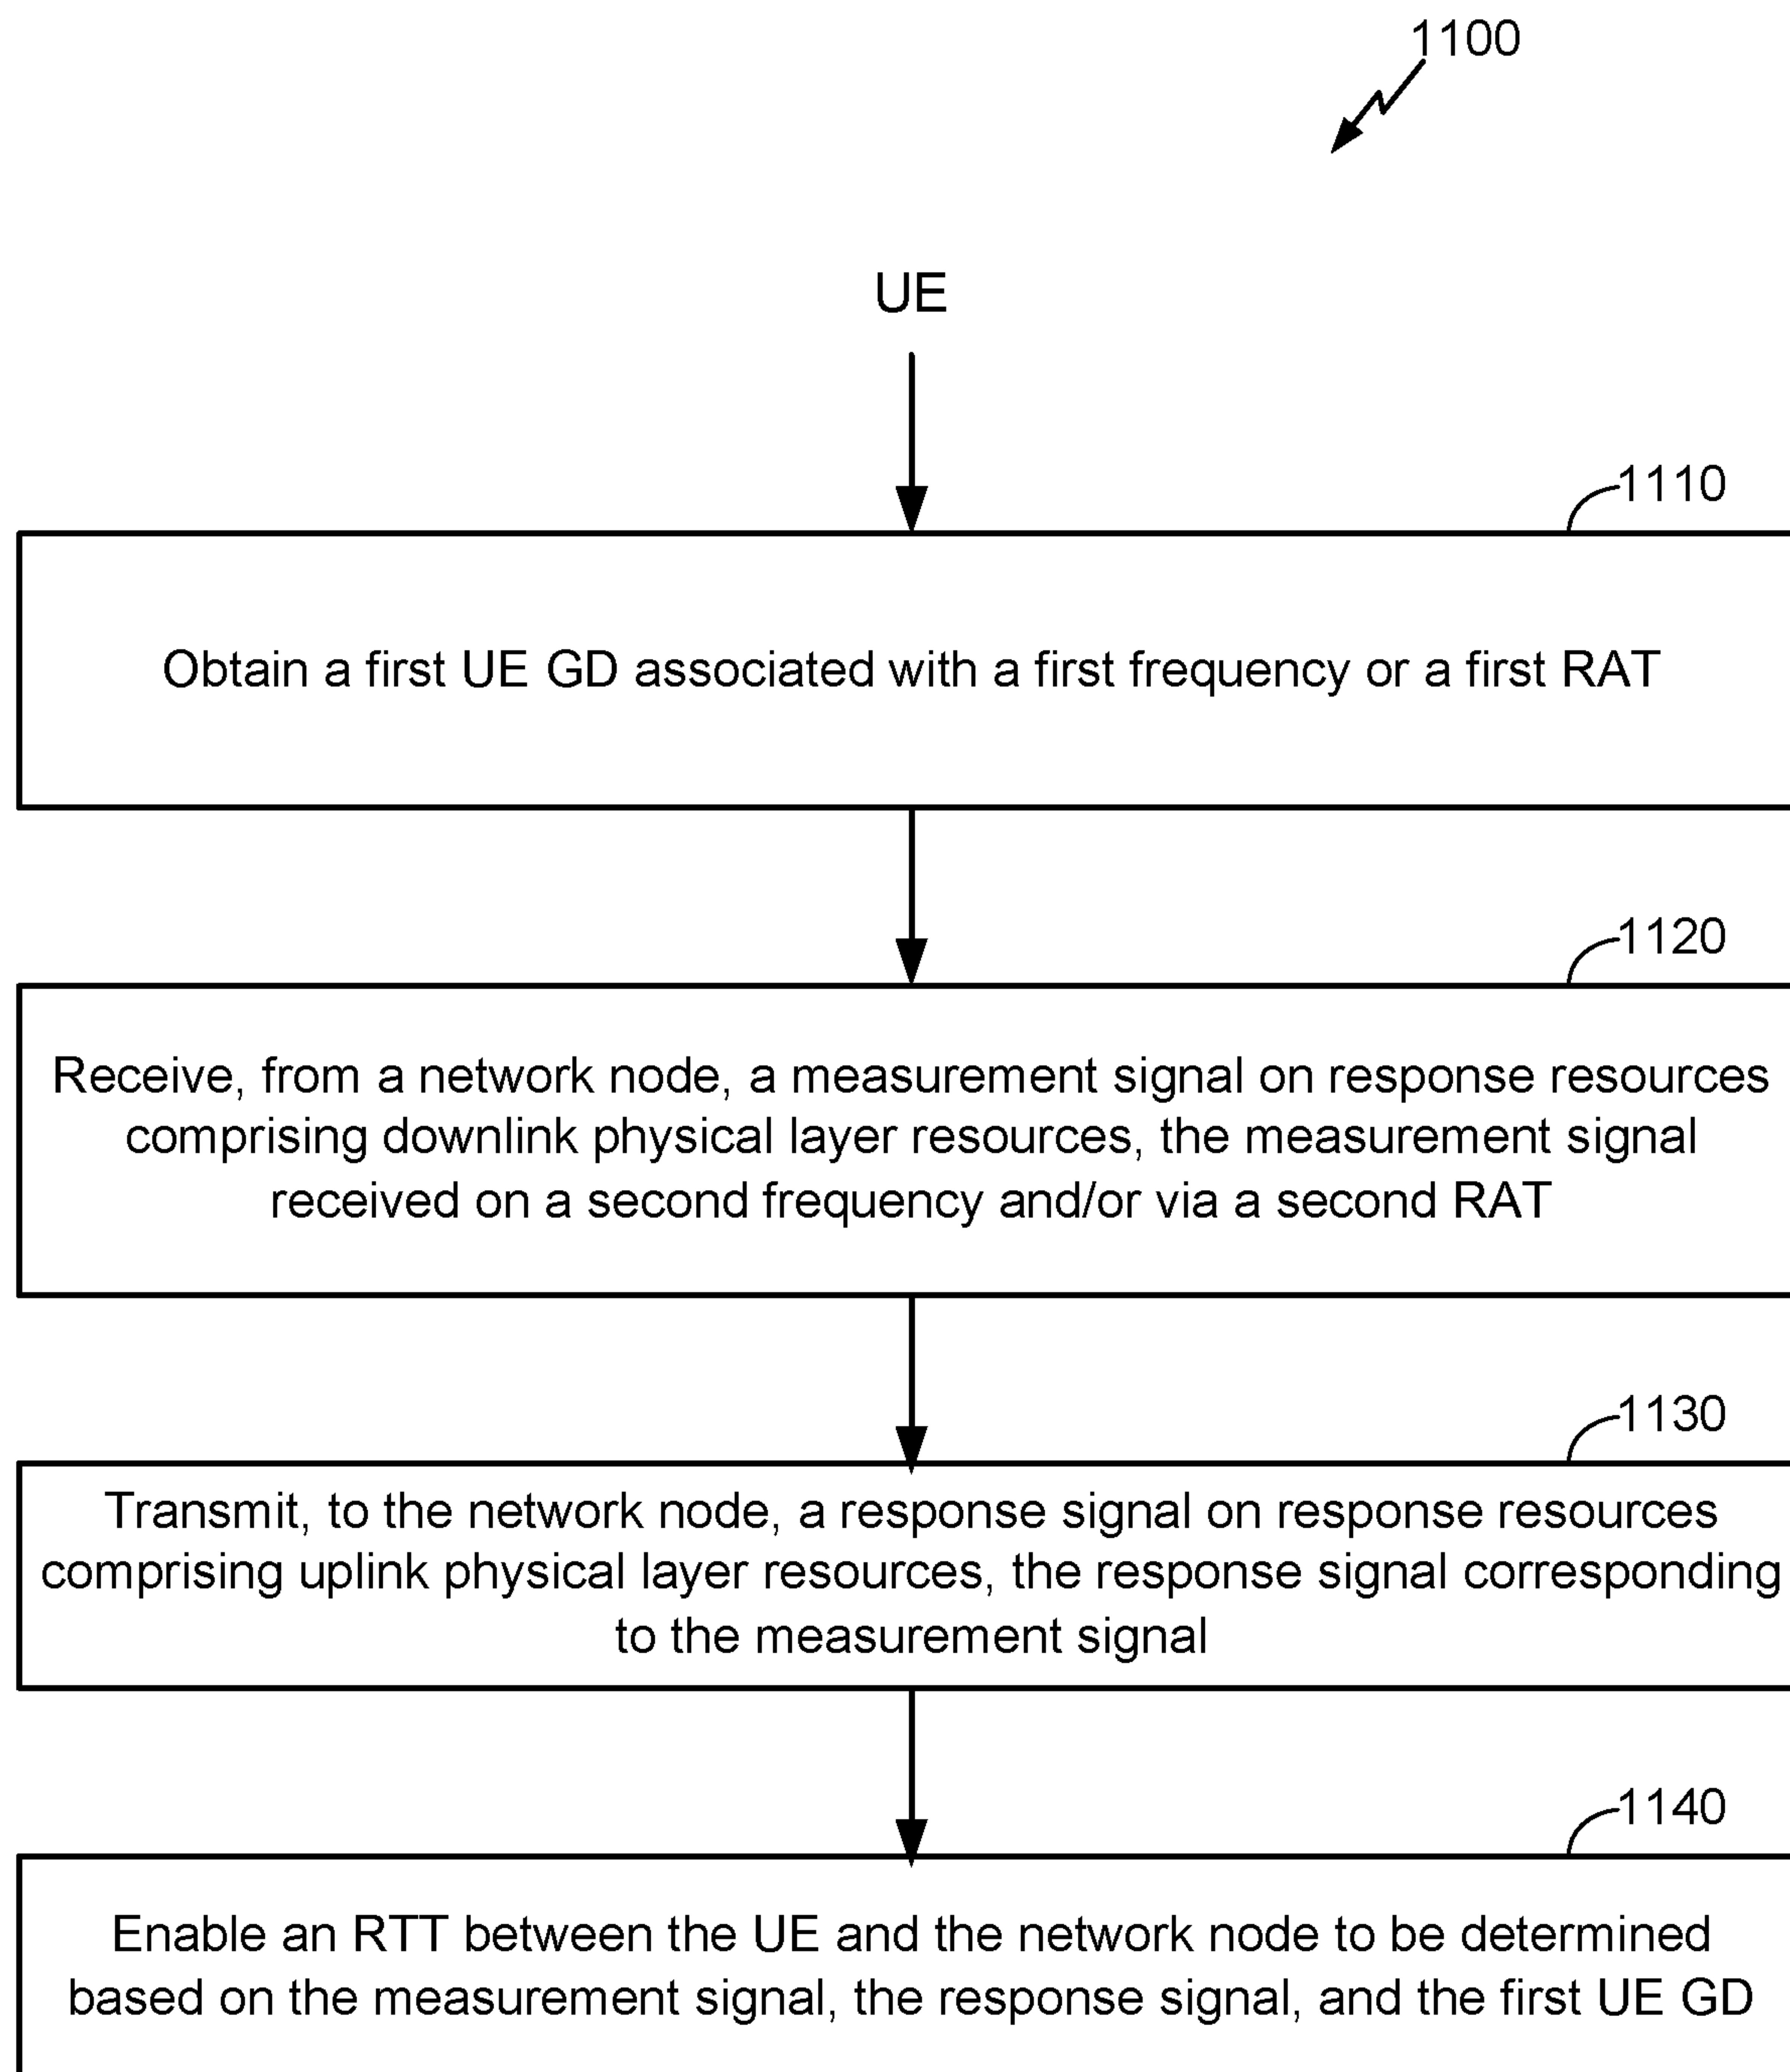 1100
UE
1110
Obtain a first UE GD associated with a first frequency or a first RAT
1120
Receive, from a network node, a measurement signal on response resources
comprising downlink physical layer resources, the measurement signal
received on a second frequency and/or via a second RAT
1130
Transmit, to the network node, a response signal on response resources
comprising uplink physical layer resources, the response signal corresponding
to the measurement signal
1140
Enable an RTT between the UE and the network node to be determined
based on the measurement signal, the response signal, and the first UE GD